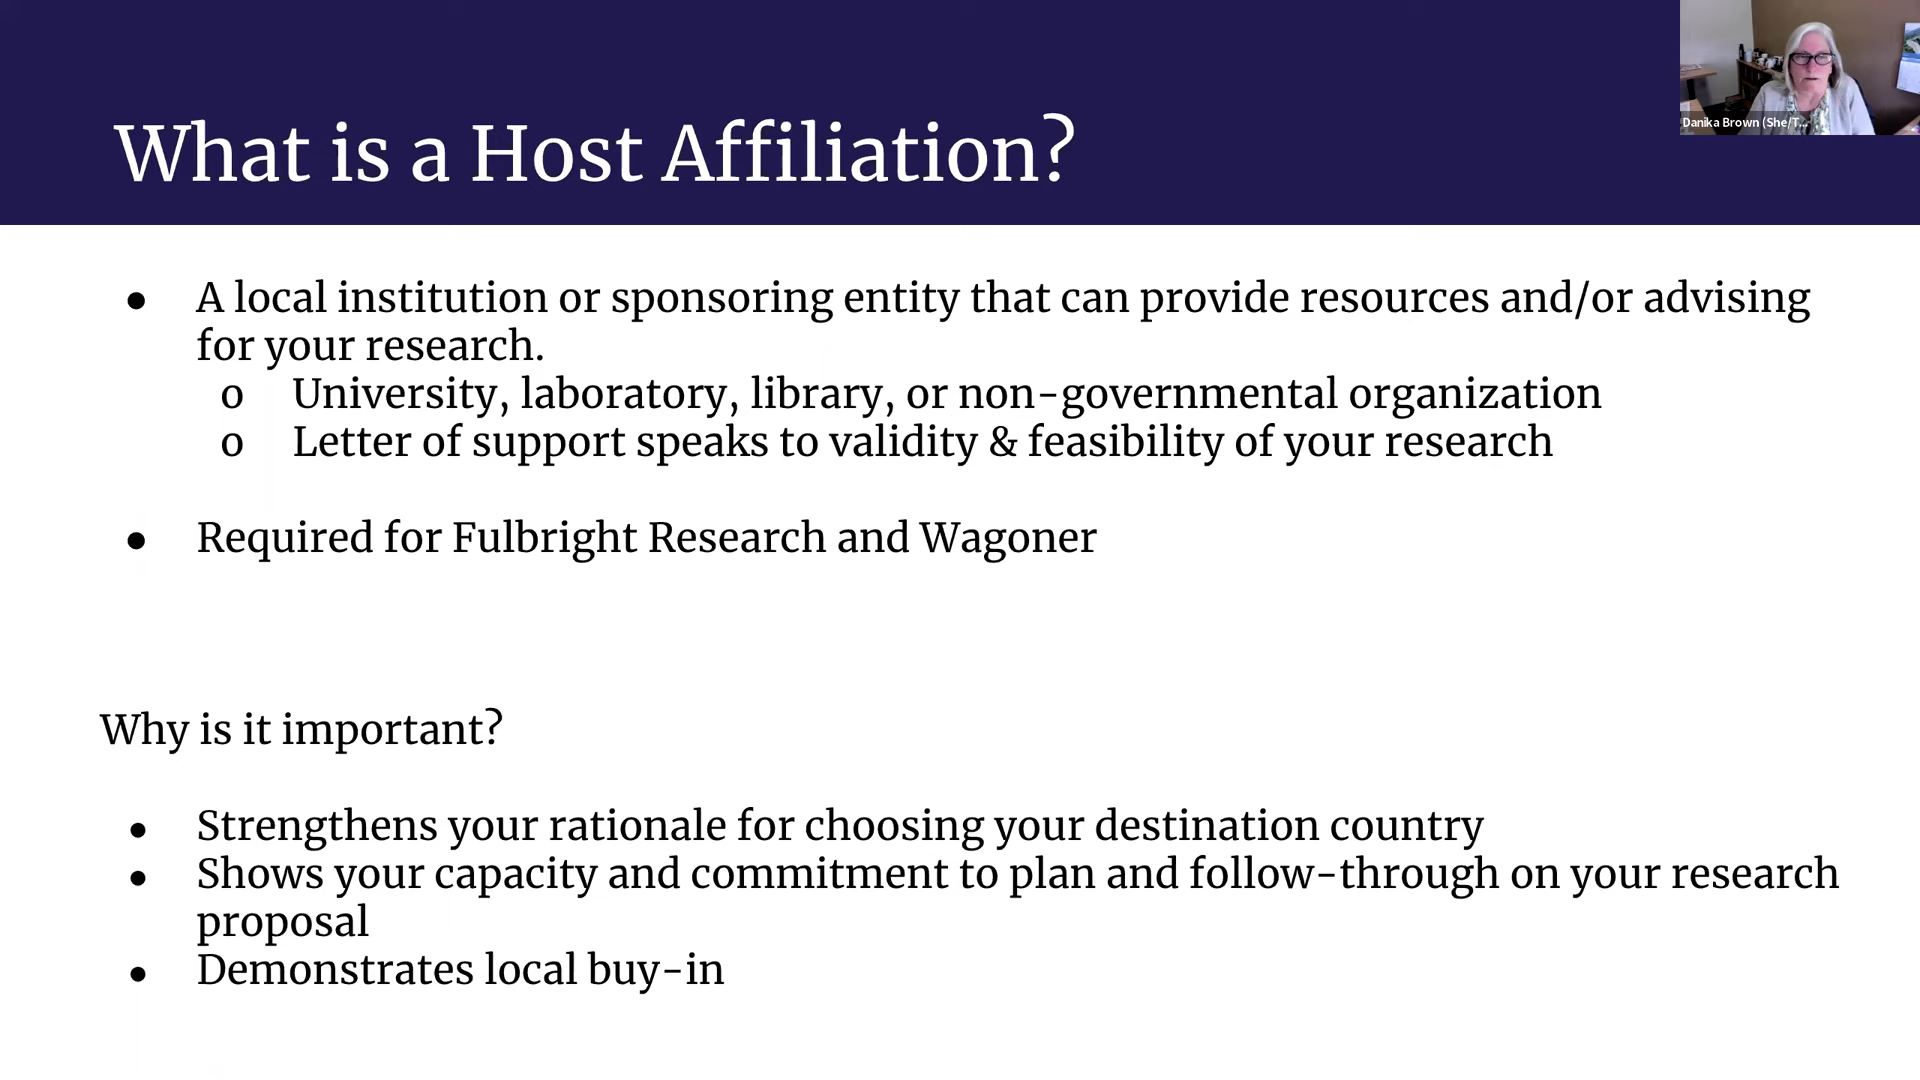 What is a Host Affiliation?
Danika Brown (She/T...
● A local institution or sponsoring entity that can provide resources and/or advising
for your research.
o University, laboratory, library, or non-governmental organization
o Letter of support speaks to validity & feasibility of your research
● Required for Fulbright Research and Wagoner
Why is it important?
● Strengthens your rationale for choosing your destination country
● Shows your capacity and commitment to plan and follow-through on your research
proposal
● Demonstrates local buy-in